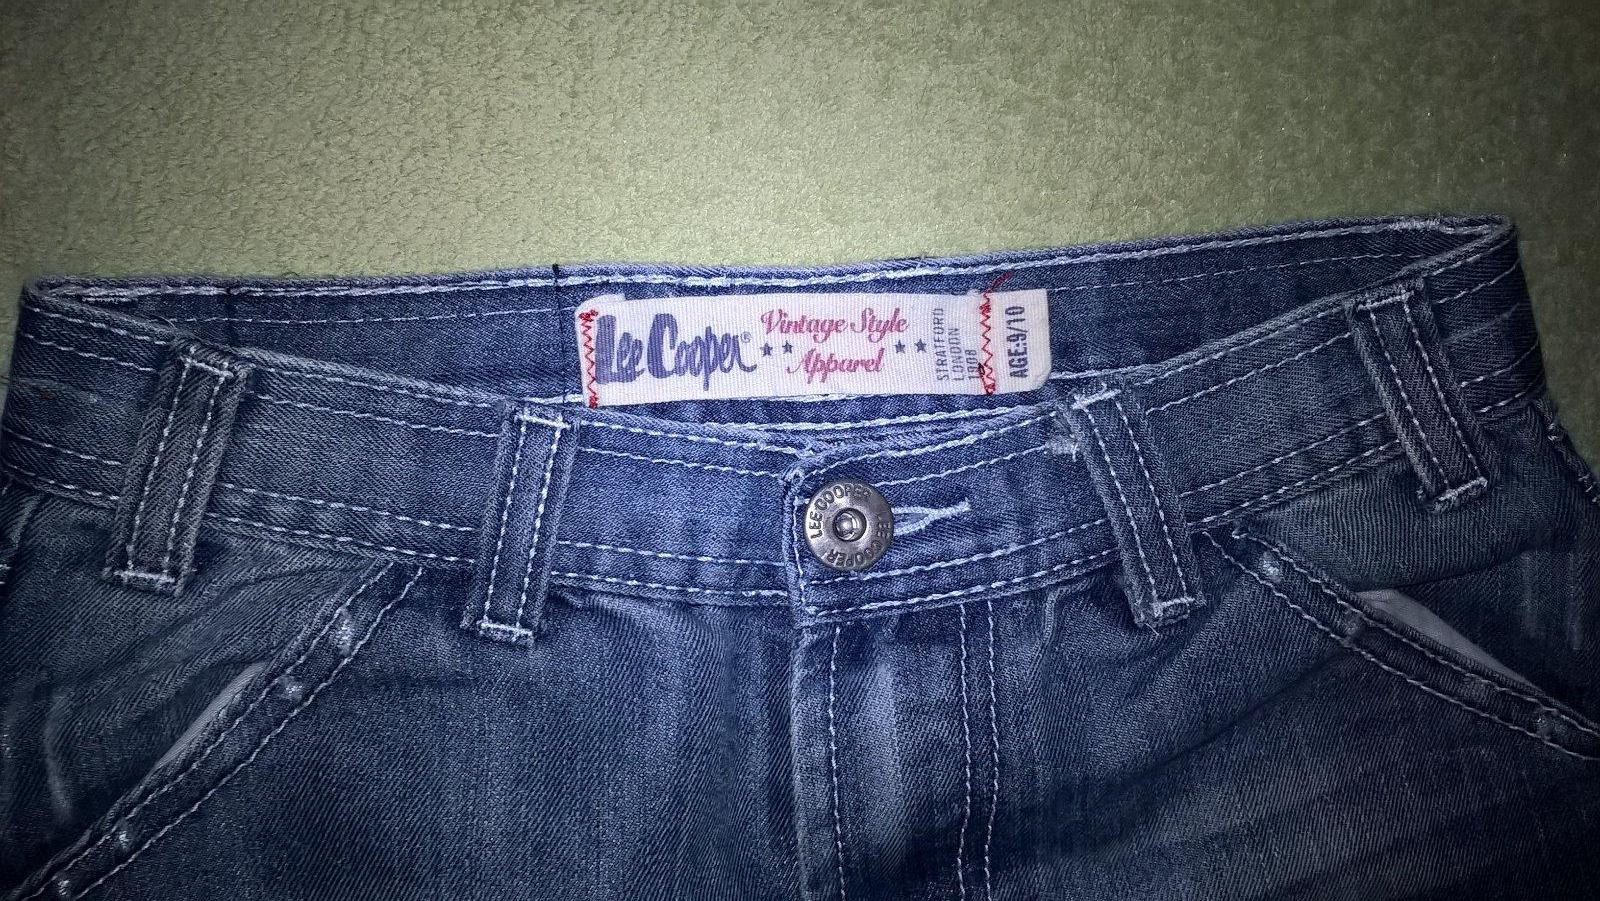 Lee Cooper®
Vintage Style
Apparel
STRATFORD
LONDON
1908
AGE:9/10
LEE·COOPER
LEE·COOPER